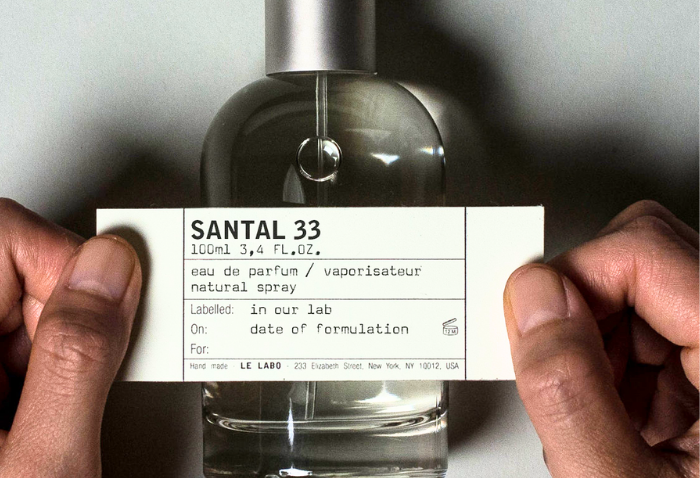 SANTAL 33
100ml 3,4 FL.OZ.
eau de parfum / vaporisateur
natural spray
Labelled: in our lab
On: date of formulation
For:
Hand made LE LABO - 233 Elizabeth Street, New York, NY 10012, USA